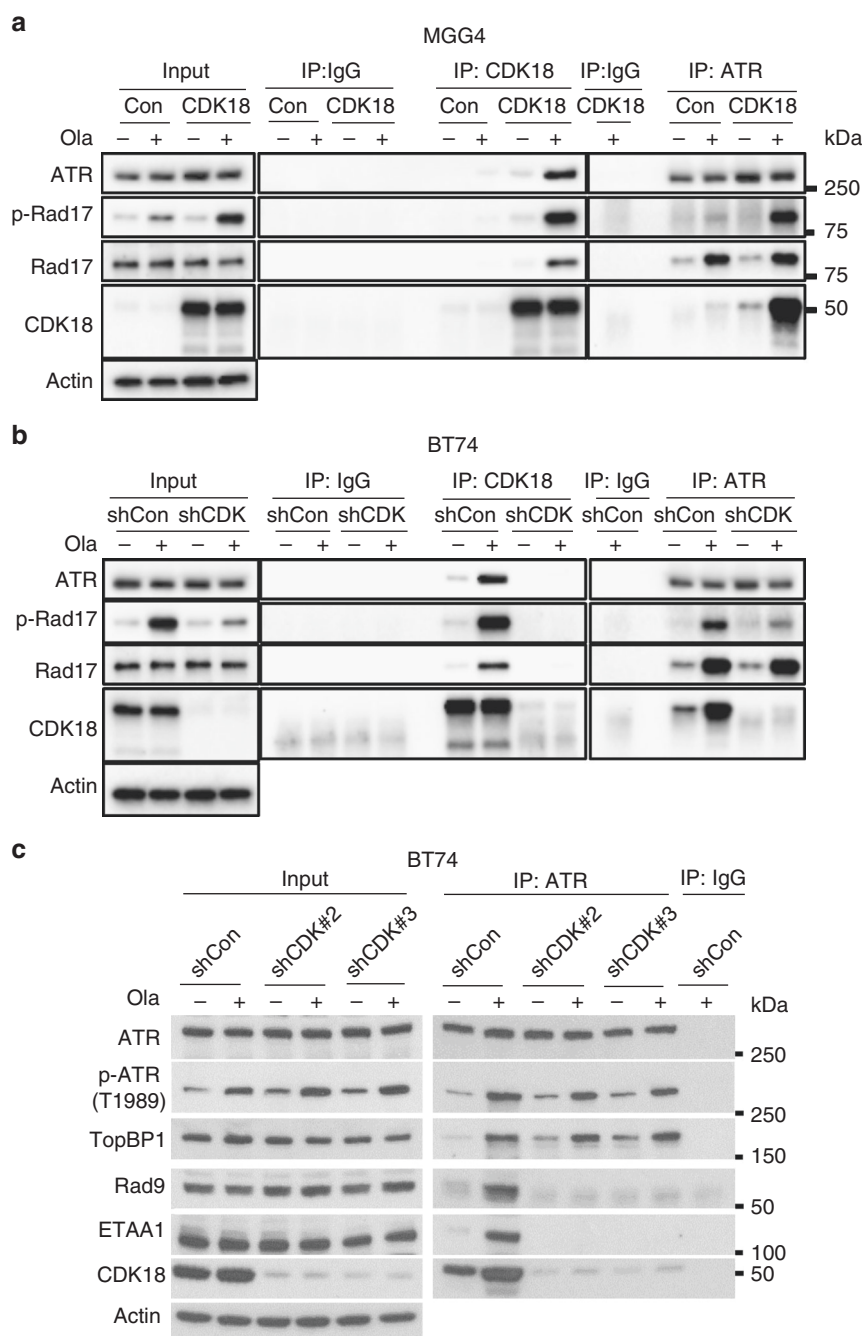 a
MGG4
Input IP:IgG IP: CDK18 IP:IgG IP: ATR
Con CDK18 Con CDK18 Con CDK18 CDK18 Con CDK18
Ola − + − + − + − + − + − + + − + − + kDa
ATR
250
p-Rad17
75
Rad17
75
CDK18
50
Actin
b
BT74
Input IP: IgG IP: CDK18 IP: IgG IP: ATR
shCon shCDK shCon shCDK shCon shCDK shCon shCon shCDK
Ola − + − + − + − + − + − + + − + − +
ATR
p-Rad17
Rad17
CDK18
Actin
c
BT74
Input IP: ATR IP: IgG
shCon shCDK#2 shCDK#3 shCon shCDK#2 shCDK#3 shCon
Ola − + − + − + − + − + − + + kDa
ATR
250
p-ATR
(T1989)
250
TopBP1
150
Rad9
50
ETAA1
100
CDK18 50
Actin